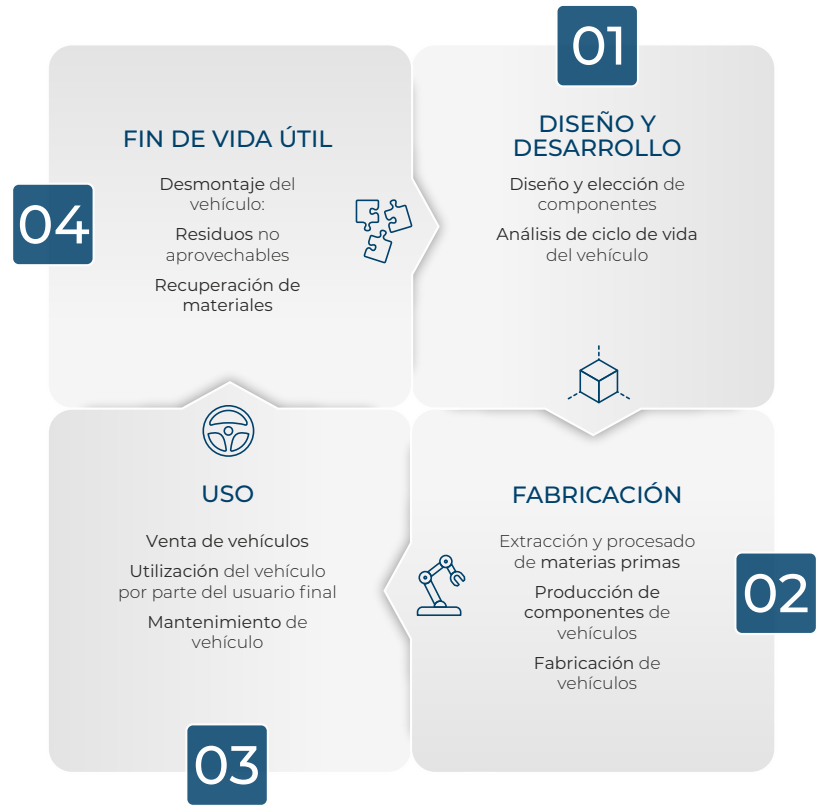 01
DISEÑO Y
DESARROLLO
Diseño y elección de
componentes
Análisis de ciclo de vida
del vehículo
02
FABRICACIÓN
Extracción y procesado
de materias primas
Producción de
componentes de
vehículos
Fabricación de
vehículos
03
USO
Venta de vehículos
Utilización del vehículo
por parte del usuario final
Mantenimiento de
vehículo
04
FIN DE VIDA ÚTIL
Desmontaje del
vehículo:
Residuos no
aprovechables
Recuperación de
materiales